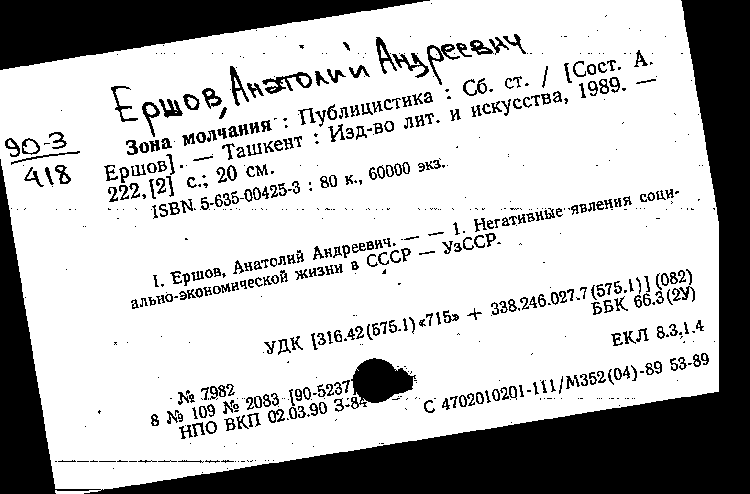 Ершов, Анатолий Андреевич
90-3
418
Зона молчания : Публицистика : Сб. ст. / [Сост. А.
Ершов]. — Ташкент : Изд-во лит. и искусства, 1989. —
222, [2] с.; 20 см.
ISBN 5-635-00425-3 : 80 к., 60000 экз.
I. Ершов, Анатолий Андреевич. — — 1. Негативные явления соци-
ально-экономической жизни в СССР — УзССР.
УДК [316.42(575.1)«715» + 338.246.027.7(575.1)] (082)
ББК 66.3(2У)
ЕКЛ 8.3,1.4
№ 7982
8 № 109 № 2083 [90-5237]
НПО ВКП 02.03.90 З-84
С 4702010201-111/М352(04)-89 53-89